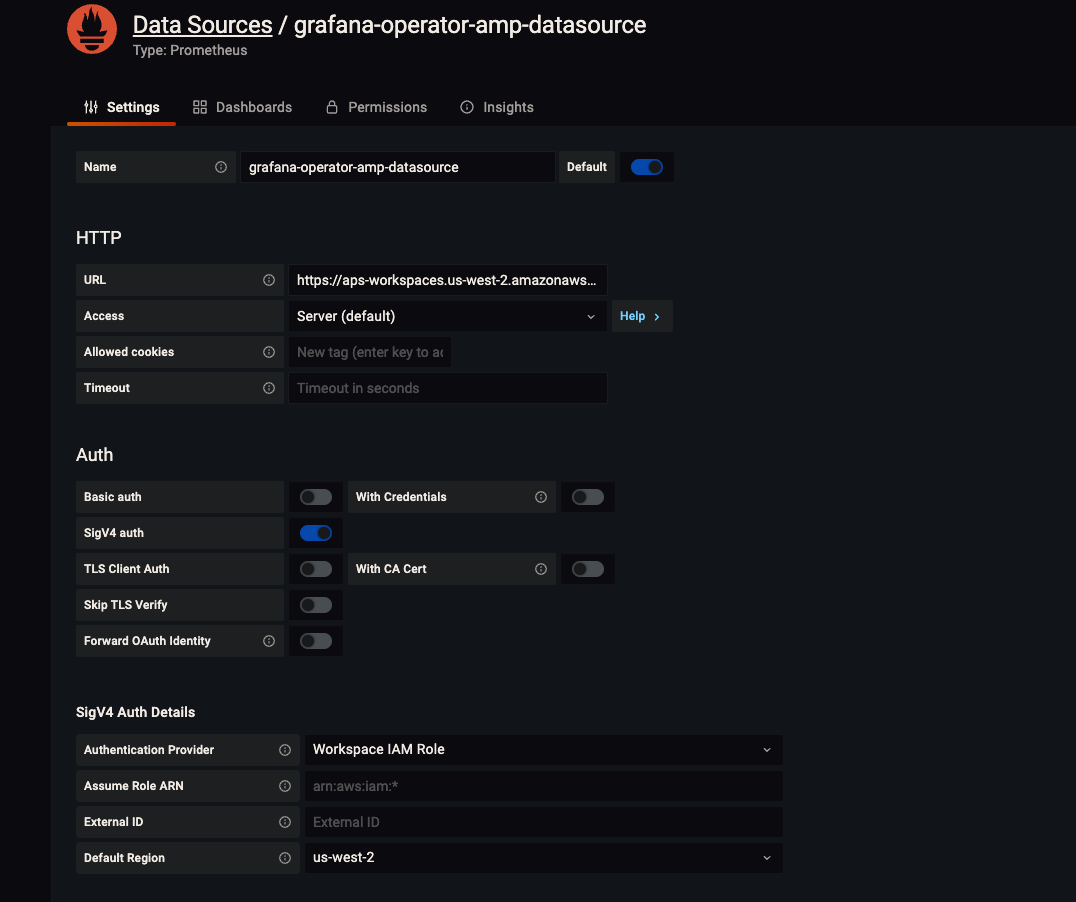 Data Sources / grafana-operator-amp-datasource
Type: Prometheus
Settings Dashboards Permissions Insights
Name grafana-operator-amp-datasource Default
HTTP
URL https://aps-workspaces.us-west-2.amazonaws...
Access Server (default) Help
Allowed cookies New tag (enter key to ac
Timeout Timeout in seconds
Auth
Basic auth With Credentials
SigV4 auth
TLS Client Auth With CA Cert
Skip TLS Verify
Forward OAuth Identity
SigV4 Auth Details
Authentication Provider Workspace IAM Role
Assume Role ARN arn:aws:iam:*
External ID External ID
Default Region us-west-2